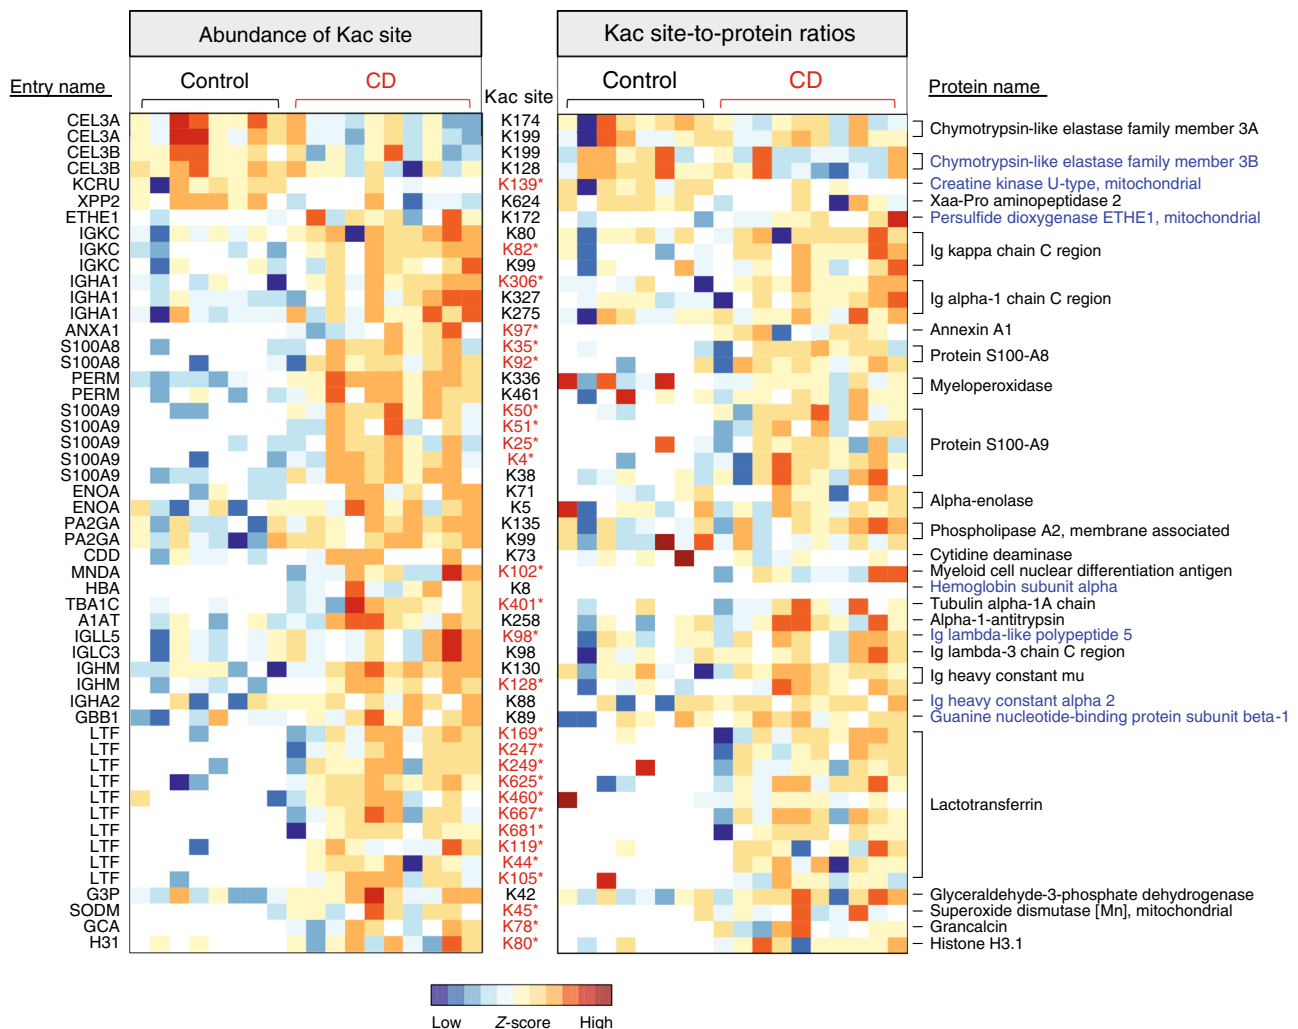 Abundance of Kac site
Kac site-to-protein ratios
Control CD Control CD
Entry name Kac site Protein name
CEL3A K174
CEL3A K199
Chymotrypsin-like elastase family member 3A
CEL3B K199
CEL3B K128
Chymotrypsin-like elastase family member 3B
KCRU K139* Creatine kinase U-type, mitochondrial
XPP2 K624 Xaa-Pro aminopeptidase 2
ETHE1 K172 Persulfide dioxygenase ETHE1, mitochondrial
IGKC K80
IGKC K82* Ig kappa chain C region
IGKC K99
IGHA1 K306*
IGHA1 K327 Ig alpha-1 chain C region
IGHA1 K275
ANXA1 K97* Annexin A1
S100A8 K35*
S100A8 K92*
Protein S100-A8
PERM K336
PERM K461
Myeloperoxidase
S100A9 K50*
S100A9 K51*
S100A9 K25* Protein S100-A9
S100A9 K4*
S100A9 K38
ENOA K71
ENOA K5
Alpha-enolase
PA2GA K135
PA2GA K99
Phospholipase A2, membrane associated
CDD K73 Cytidine deaminase
MNDA K102* Myeloid cell nuclear differentiation antigen
HBA K8 Hemoglobin subunit alpha
TBA1C K401* Tubulin alpha-1A chain
A1AT K258 Alpha-1-antitrypsin
IGLL5 K98* Ig lambda-like polypeptide 5
IGLC3 K98 Ig lambda-3 chain C region
IGHM K130
IGHM K128*
Ig heavy constant mu
IGHA2 K88 Ig heavy constant alpha 2
GBB1 K89 Guanine nucleotide-binding protein subunit beta-1
LTF K169*
LTF K247*
LTF K249*
LTF K625*
LTF K460* Lactotransferrin
LTF K667*
LTF K681*
LTF K119*
LTF K44*
LTF K105*
G3P K42 Glyceraldehyde-3-phosphate dehydrogenase
SODM K45* Superoxide dismutase [Mn], mitochondrial
GCA K78* Grancalcin
H31 K80* Histone H3.1
Low Z-score High